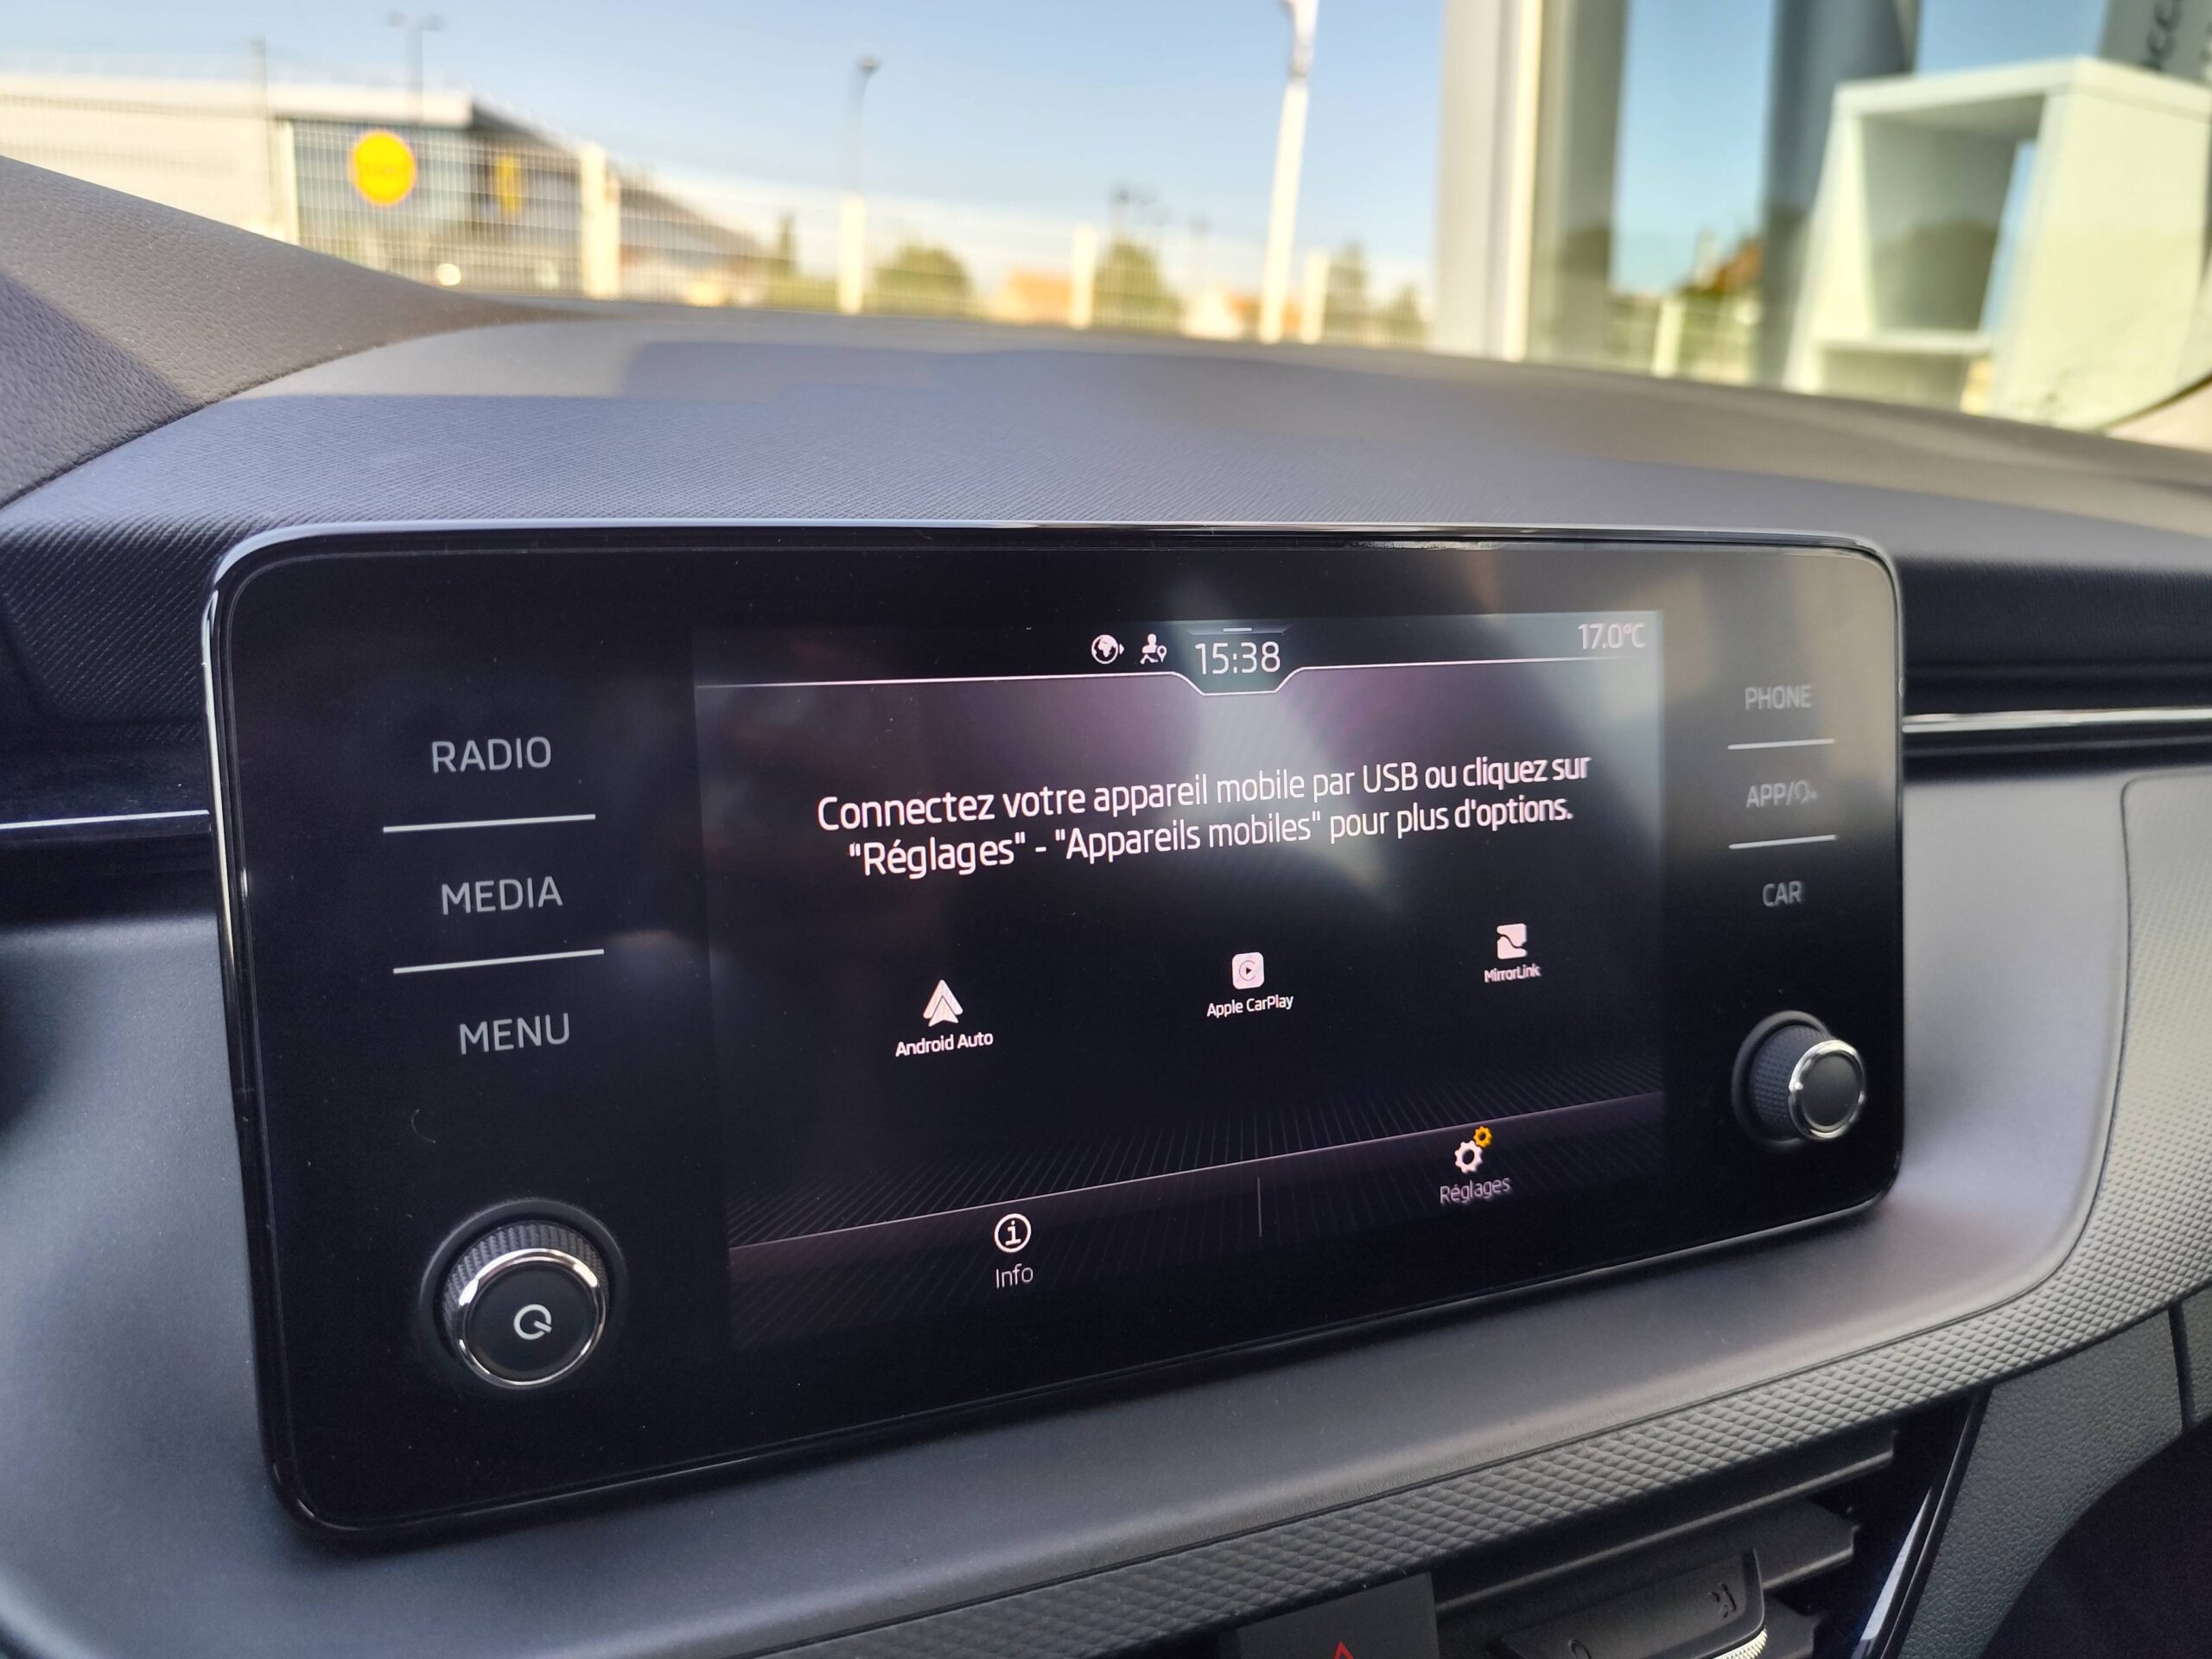 15:38
17.0°C
RADIO
MEDIA
MENU
Connectez votre appareil mobile par USB ou cliquez sur
"Réglages" - "Appareils mobiles" pour plus d'options.
Android Auto
Apple CarPlay
MirrorLink
Info
Réglages
PHONE
APP/
CAR